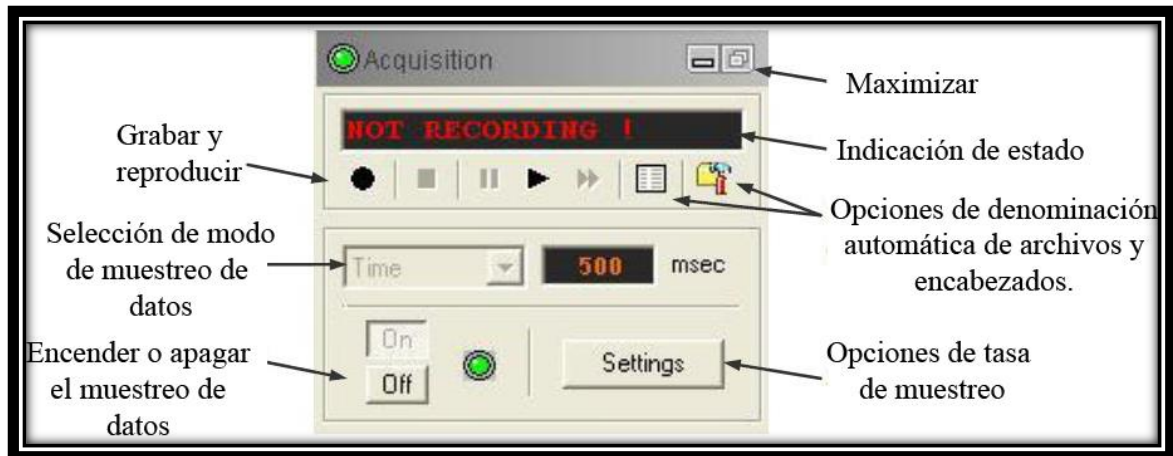 Acquisition
Maximizar
NOT RECORDING !
Grabar y
reproducir
Indicación de estado
Opciones de denominación
automática de archivos y
encabezados.
Selección de modo
de muestreo de
datos
Time
500 msec
On
Off
Settings
Encender o apagar
el muestreo de
datos
Opciones de tasa
de muestreo